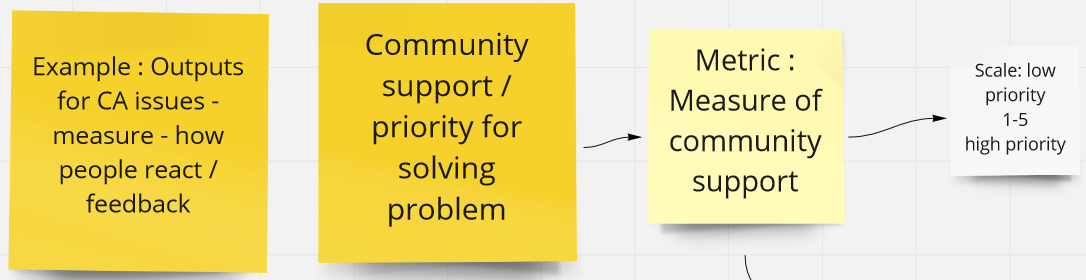 Example : Outputs
for CA issues -
measure - how
people react /
feedback
Community
support /
priority for
solving
problem
Metric :
Measure of
community
support
Scale: low
priority
1-5
high priority